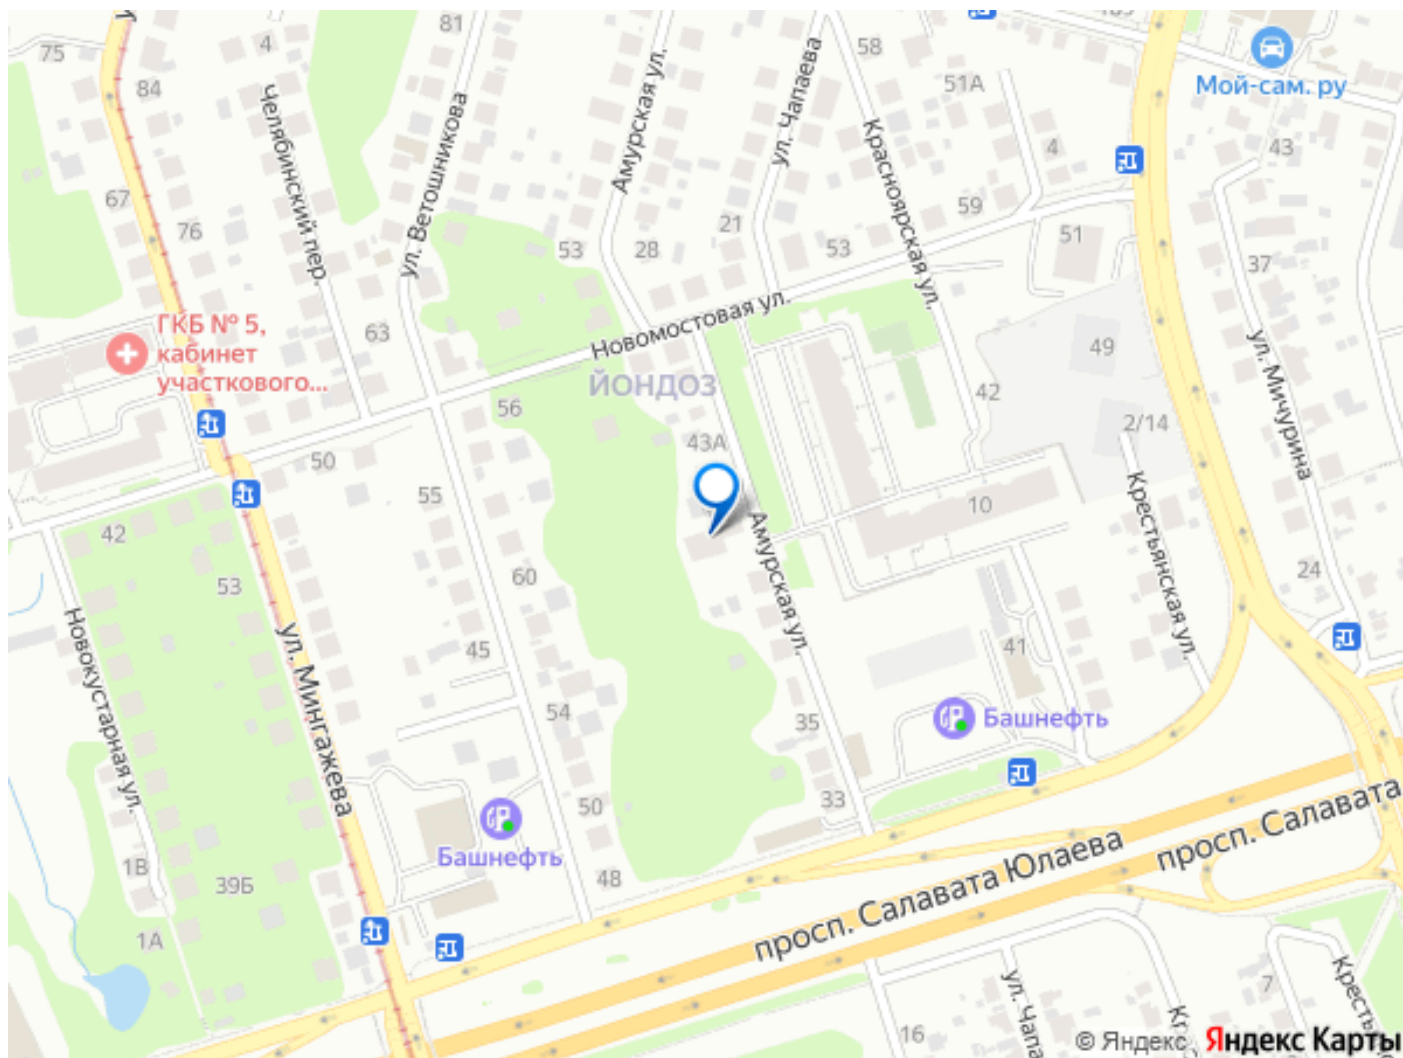 75
4
81
58
84
51А
Мой-сам. ру
Челябинский пер.
ул. Ветошникова
Амурская ул.
ул. Чапаева
Красноярская ул.
4
43
67
76
53
28
21
53
59
51
37
63
Новомостовая ул.
ГКБ № 5,
кабинет
участкового...
ЙОНДОЗ
49
ул. Мичурина
56
42
2/14
43А
50
55
10
Крестьянская ул.
42
53
60
Амурская ул.
24
Новокустарная ул.
ул. Мингажева
45
41
54
35
Башнефть
50
33
Башнефть
1В
39Б
48
просп. Салавата Юлаева
просп. Салавата
1А
ул. Чапа
7
Кресть
16
© Яндекс
Яндекс Карты